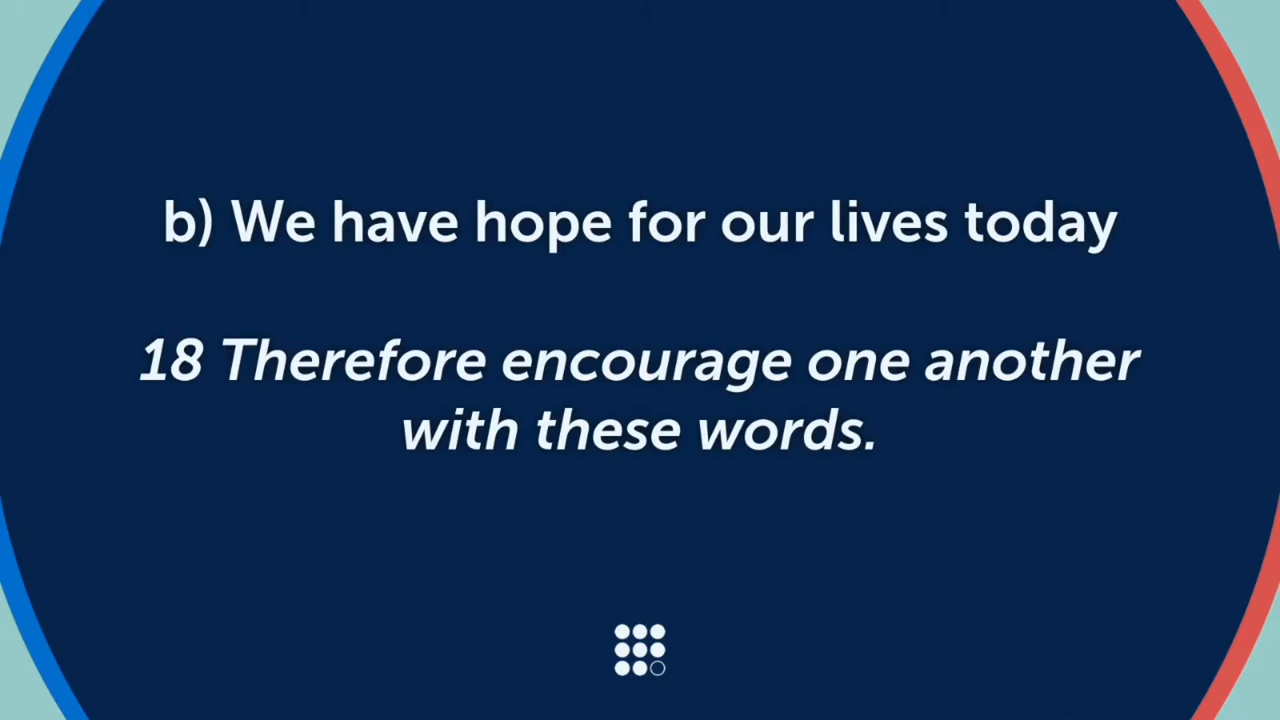 b) We have hope for our lives today
18 Therefore encourage one another
with these words.